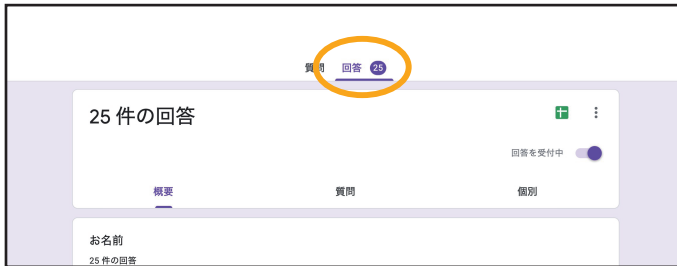 質問 回答 25
25 件の回答
回答を受付中
概要 質問 個別
お名前
25 件の回答